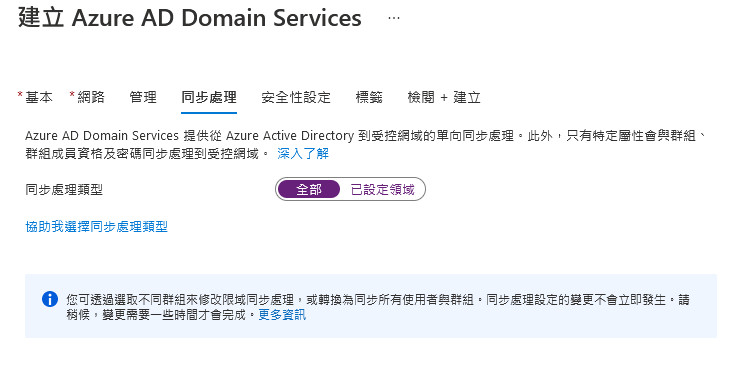 建立 Azure AD Domain Services ...
*基本 *網路 管理 同步處理 安全性設定 標籤 檢閱 + 建立
Azure AD Domain Services 提供從 Azure Active Directory 到受控網域的單向同步處理。此外，只有特定屬性會與群組、
群組成員資格及密碼同步處理到受控網域。 深入了解
同步處理類型 全部 已設定領域
協助我選擇同步處理類型
您可透過選取不同群組來修改限域同步處理，或轉換為同步所有使用者與群組。同步處理設定的變更不會立即發生。請
稍候，變更需要一些時間才會完成。更多資訊